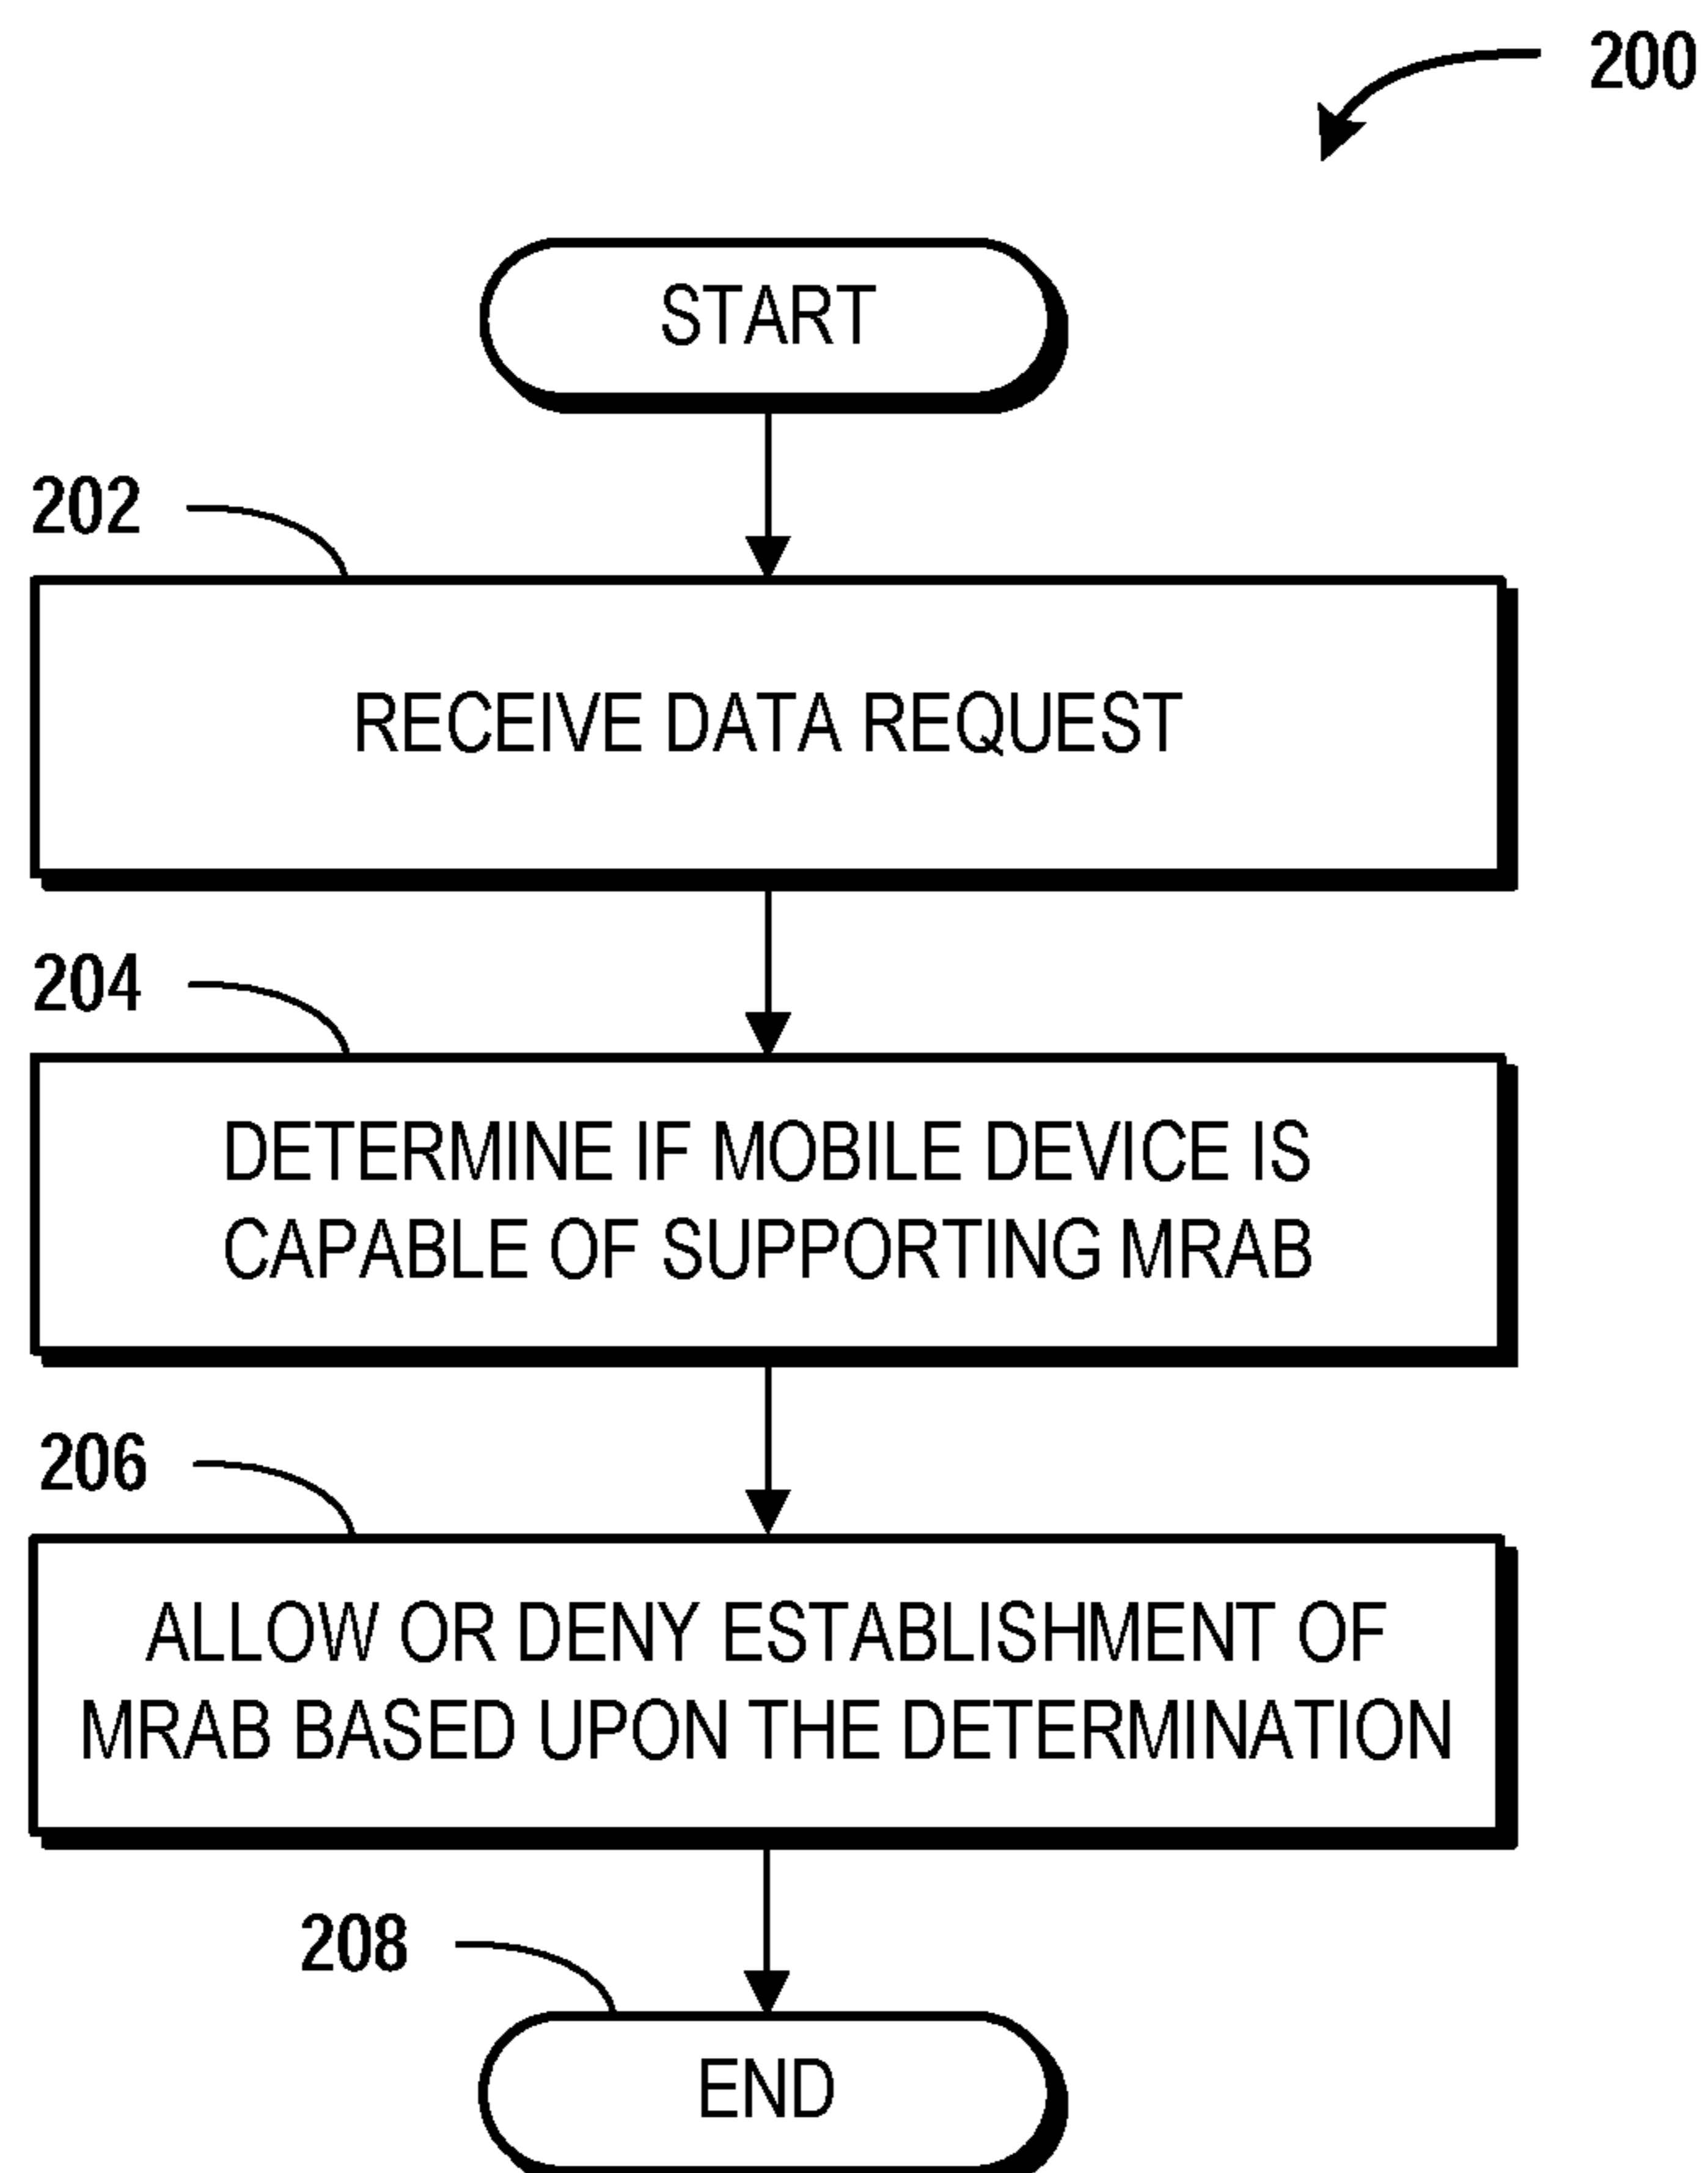 200
START
202
RECEIVE DATA REQUEST
204
DETERMINE IF MOBILE DEVICE IS
CAPABLE OF SUPPORTING MRAB
206
ALLOW OR DENY ESTABLISHMENT OF
MRAB BASED UPON THE DETERMINATION
208
END